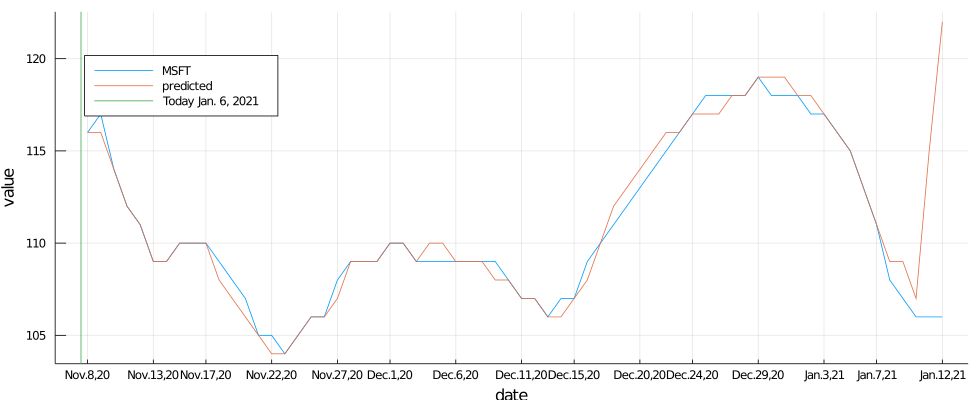 120
115
110
105
value
MSFT
predicted
Today Jan. 6, 2021
Nov.8,20 Nov.13,20 Nov.17,20 Nov.22,20 Nov.27,20 Dec.1,20 Dec.6,20 Dec.11,20 Dec.15,20 Dec.20,20 Dec.24,20 Dec.29,20 Jan.3,21 Jan.7,21 Jan.12,21
date